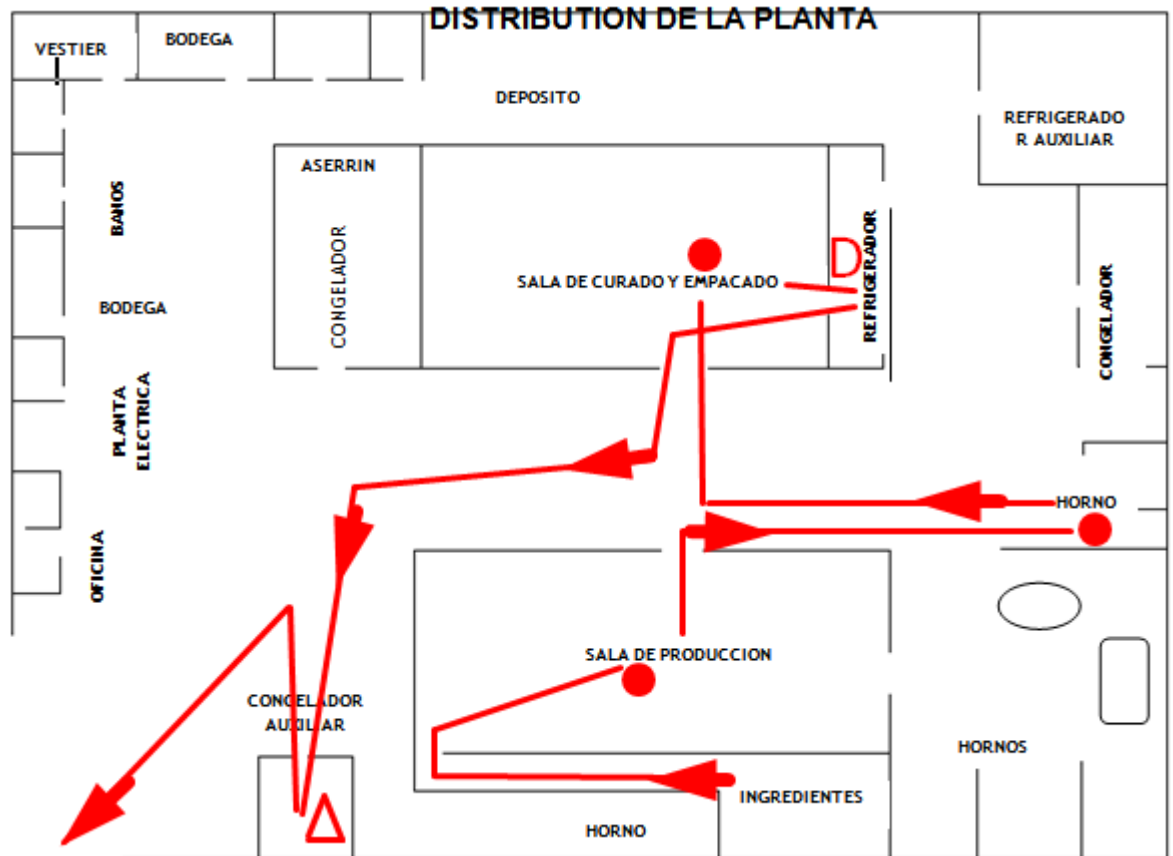 DISTRIBUTION DE LA PLANTA
VESTIER
BODEGA
DEPOSITO
REFRIGERADO
R AUXILIAR
ASERRIN
BANOS
CONGELADOR
D
REFRIGERADOR
SALA DE CURADO Y EMPACADO
CONGELADOR
BODEGA
PLANTA
ELECTRICA
HORNO
OFICINA
SALA DE PRODUCCION
CONGELADOR
AUXILIAR
HORNOS
INGREDIENTES
HORNO